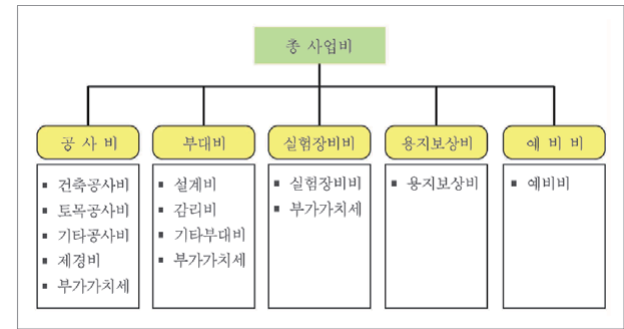 총 사업비
공 사 비
부대비
실험장비비
용지보상비
예 비 비
▪ 건축공사비
▪ 토목공사비
▪ 기타공사비
▪ 제경비
▪ 부가가치세
▪ 설계비
▪ 감리비
▪ 기타부대비
▪ 부가가치세
▪ 실험장비비
▪ 부가가치세
▪ 용지보상비
▪ 예비비